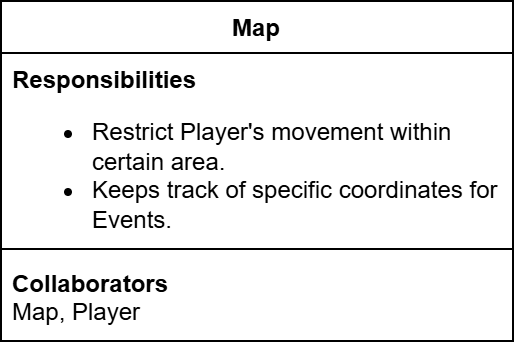 Map
Responsibilities
• Restrict Player's movement within
certain area.
• Keeps track of specific coordinates for
Events.
Collaborators
Map, Player